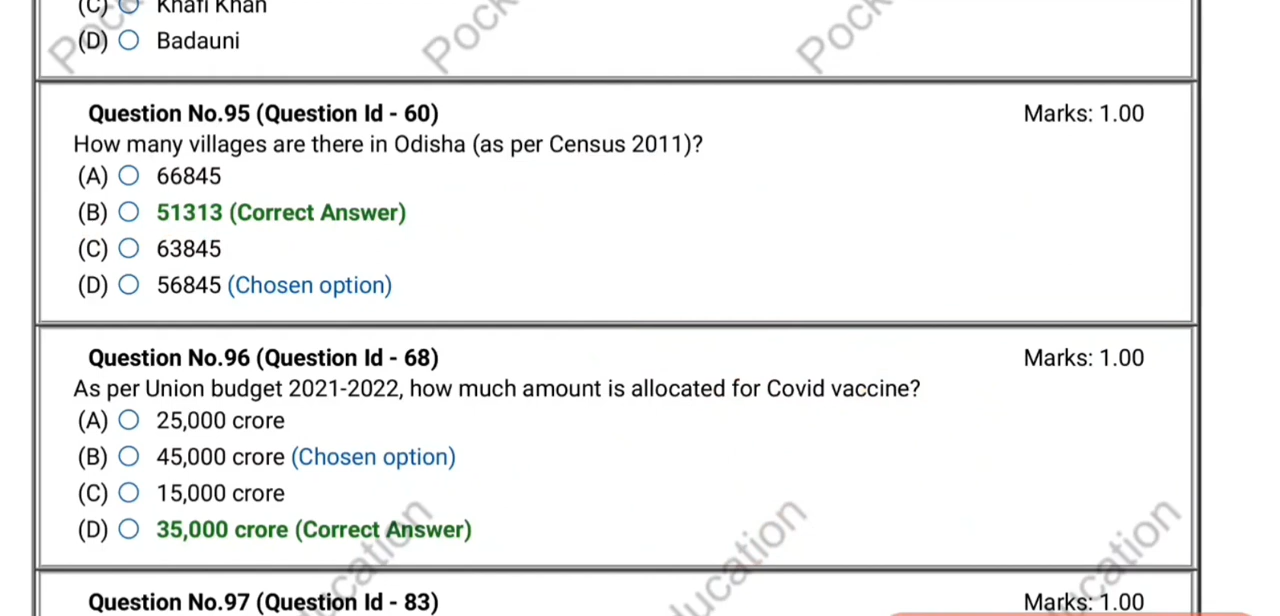 (C) Khafi Khan
(D) Badauni
Question No.95 (Question Id - 60) Marks: 1.00
How many villages are there in Odisha (as per Census 2011)?
(A) 66845
(B) 51313 (Correct Answer)
(C) 63845
(D) 56845 (Chosen option)
Question No.96 (Question Id - 68) Marks: 1.00
As per Union budget 2021-2022, how much amount is allocated for Covid vaccine?
(A) 25,000 crore
(B) 45,000 crore (Chosen option)
(C) 15,000 crore
(D) 35,000 crore (Correct Answer)
Question No.97 (Question Id - 83) Marks: 1.00